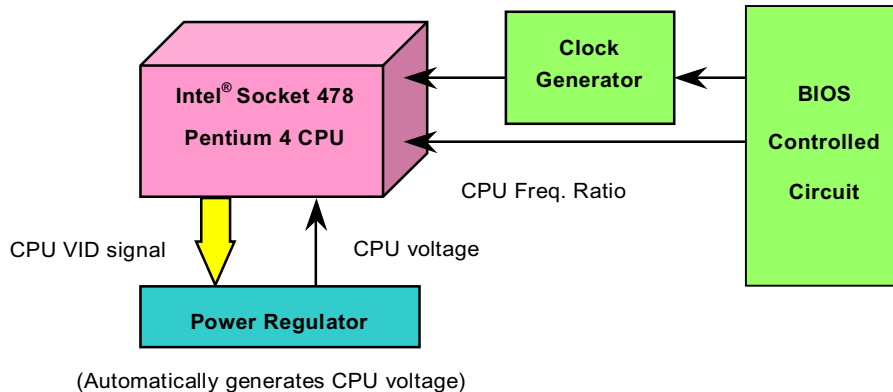 Clock
Generator
Intel® Socket 478
Pentium 4 CPU
BIOS
Controlled
Circuit
CPU Freq. Ratio
CPU VID signal
CPU voltage
Power Regulator
(Automatically generates CPU voltage)